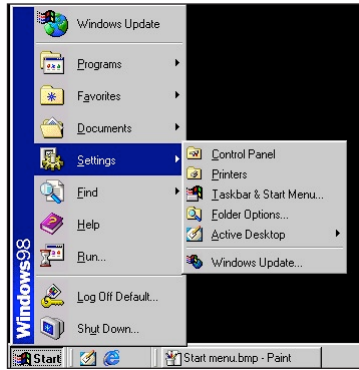 Windows Update
Programs
Favorites
Documents
Settings
Find
Help
Run...
Log Off Default...
Shut Down...
Windows98
Control Panel
Printers
Taskbar & Start Menu...
Folder Options...
Active Desktop
Windows Update...
Start
Start menu.bmp - Paint